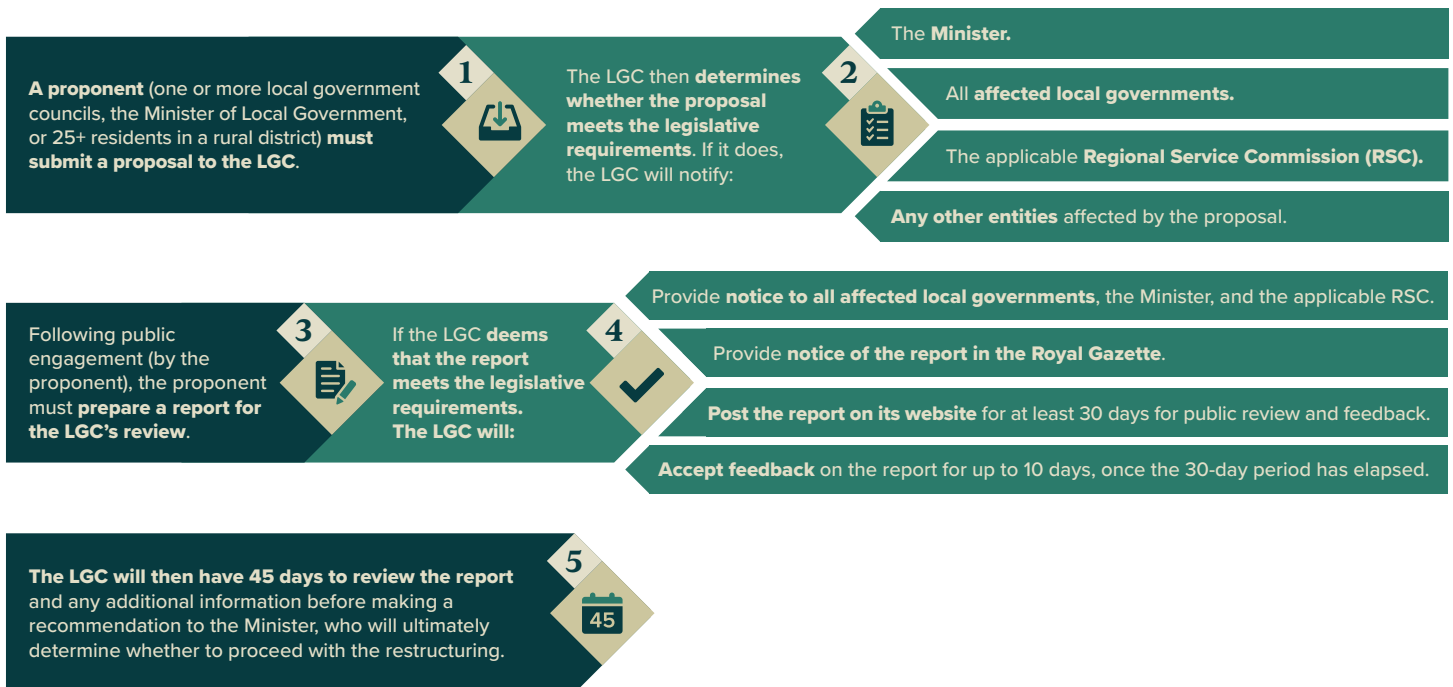 A proponent (one or more local government
councils, the Minister of Local Government,
or 25+ residents in a rural district) must
submit a proposal to the LGC.
1
The LGC then determines
whether the proposal
meets the legislative
requirements. If it does,
the LGC will notify:
2
The Minister.
All affected local governments.
The applicable Regional Service Commission (RSC).
Any other entities affected by the proposal.
Following public
engagement (by the
proponent), the proponent
must prepare a report for
the LGC’s review.
3
If the LGC deems
that the report
meets the legislative
requirements.
The LGC will:
4
Provide notice to all affected local governments, the Minister, and the applicable RSC.
Provide notice of the report in the Royal Gazette.
Post the report on its website for at least 30 days for public review and feedback.
Accept feedback on the report for up to 10 days, once the 30-day period has elapsed.
The LGC will then have 45 days to review the report
and any additional information before making a
recommendation to the Minister, who will ultimately
determine whether to proceed with the restructuring.
5
45